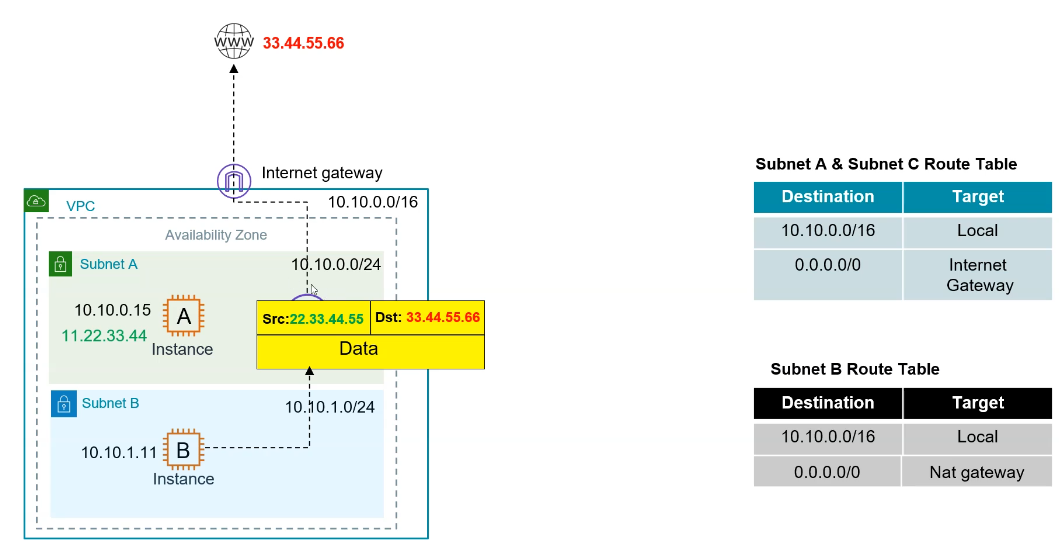 WWW
33.44.55.66
Internet gateway
VPC
10.10.0.0/16
Availability Zone
Subnet A
10.10.0.0/24
10.10.0.15
11.22.33.44
A
Instance
Src:22.33.44.55
Dst: 33.44.55.66
Data
Subnet B
10.10.1.0/24
10.10.1.11
B
Instance
Subnet A & Subnet C Route Table
Destination Target
10.10.0.0/16 Local
0.0.0.0/0 Internet
Gateway
Subnet B Route Table
Destination Target
10.10.0.0/16 Local
0.0.0.0/0 Nat gateway